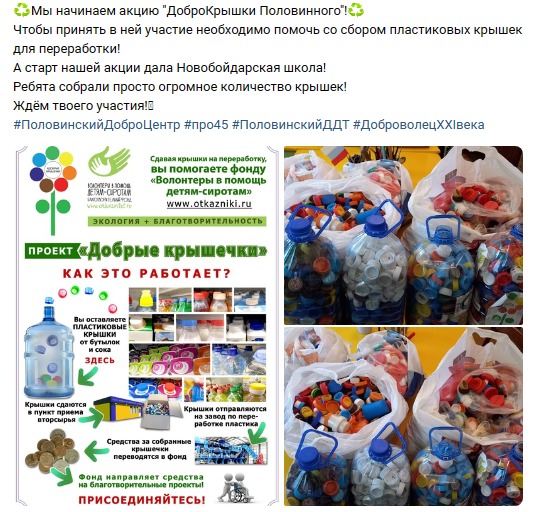 ♻Мы начинаем акцию "ДоброКрышки Половинного"!♻
Чтобы принять в ней участие необходимо помочь со сбором пластиковых крышек
для переработки!
А старт нашей акции дала Новобойдарская школа!
Ребята собрали просто огромное количество крышек!
Ждём твоего участия!
#ПоловинскийДоброЦентр #про45 #ПоловинскийДДТ #ДоброволецXXIвека
ВОЛОНТЕРЫ В ПОМОЩЬ
ДЕТЯМ-СИРОТАМ
БЛАГОТВОРИТЕЛЬНЫЙ ФОНД
www.otkazniki.ru
Сдавая крышки на переработку,
вы помогаете фонду
«Волонтеры в помощь
детям-сиротам»
www.otkazniki.ru
ЭКОЛОГИЯ + БЛАГОТВОРИТЕЛЬНОСТЬ
ПРОЕКТ «Добрые крышечки»
КАК ЭТО РАБОТАЕТ?
Вы оставляете
ПЛАСТИКОВЫЕ
КРЫШКИ
от бутылок
и сока
ЗДЕСЬ
Крышки сдаются
в пункт приема
вторсырья
Крышки отправляются
на завод по пере-
работке пластика
Средства за собранные
крышечки
переводятся в фонд
Фонд направляет средства
на благотворительные проекты!
ПРИСОЕДИНЯЙТЕСЬ!